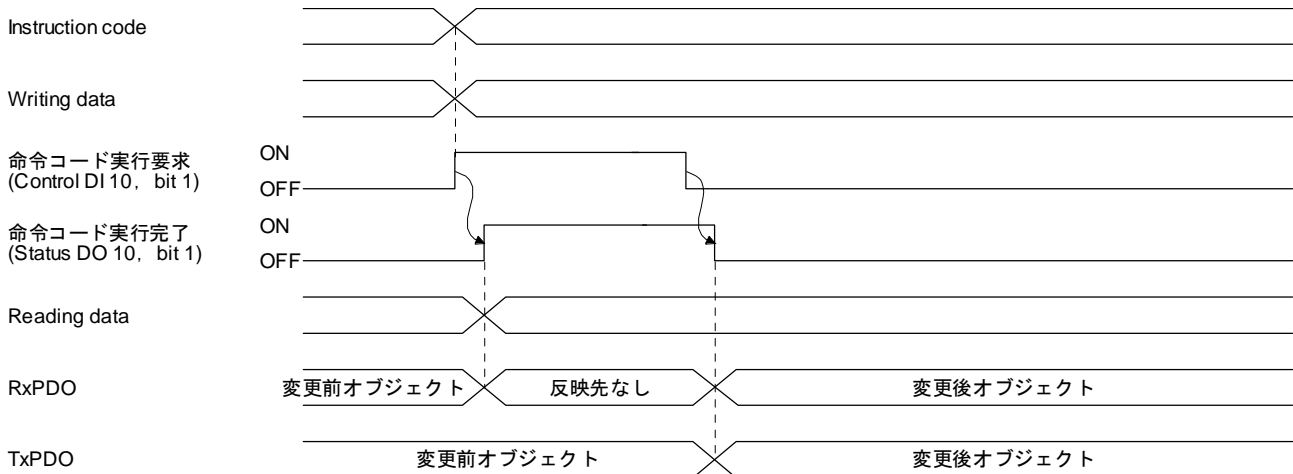 Instruction code
Writing data
命令コード実行要求
(Control DI 10, bit 1)
ON
OFF
命令コード実行完了
(Status DO 10, bit 1)
ON
OFF
Reading data
RxPDO
変更前オブジェクト
反映先なし
変更後オブジェクト
TxPDO
変更前オブジェクト
変更後オブジェクト